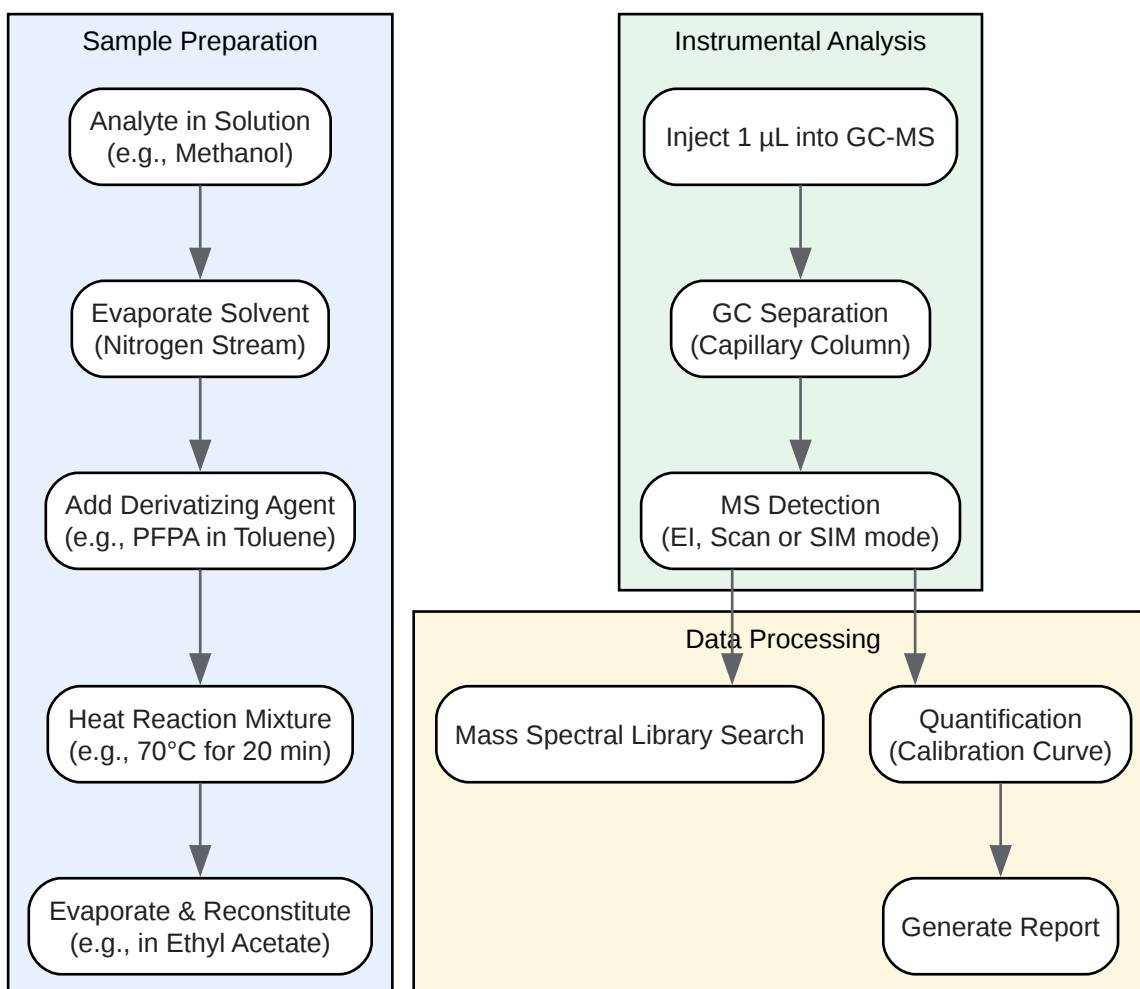 Sample Preparation
Analyte in Solution
(e.g., Methanol)
Evaporate Solvent
(Nitrogen Stream)
Add Derivatizing Agent
(e.g., PFPA in Toluene)
Heat Reaction Mixture
(e.g., 70°C for 20 min)
Evaporate & Reconstitute
(e.g., in Ethyl Acetate)
Instrumental Analysis
Inject 1 µL into GC-MS
GC Separation
(Capillary Column)
MS Detection
(EI, Scan or SIM mode)
Data Processing
Mass Spectral Library Search
Quantification
(Calibration Curve)
Generate Report